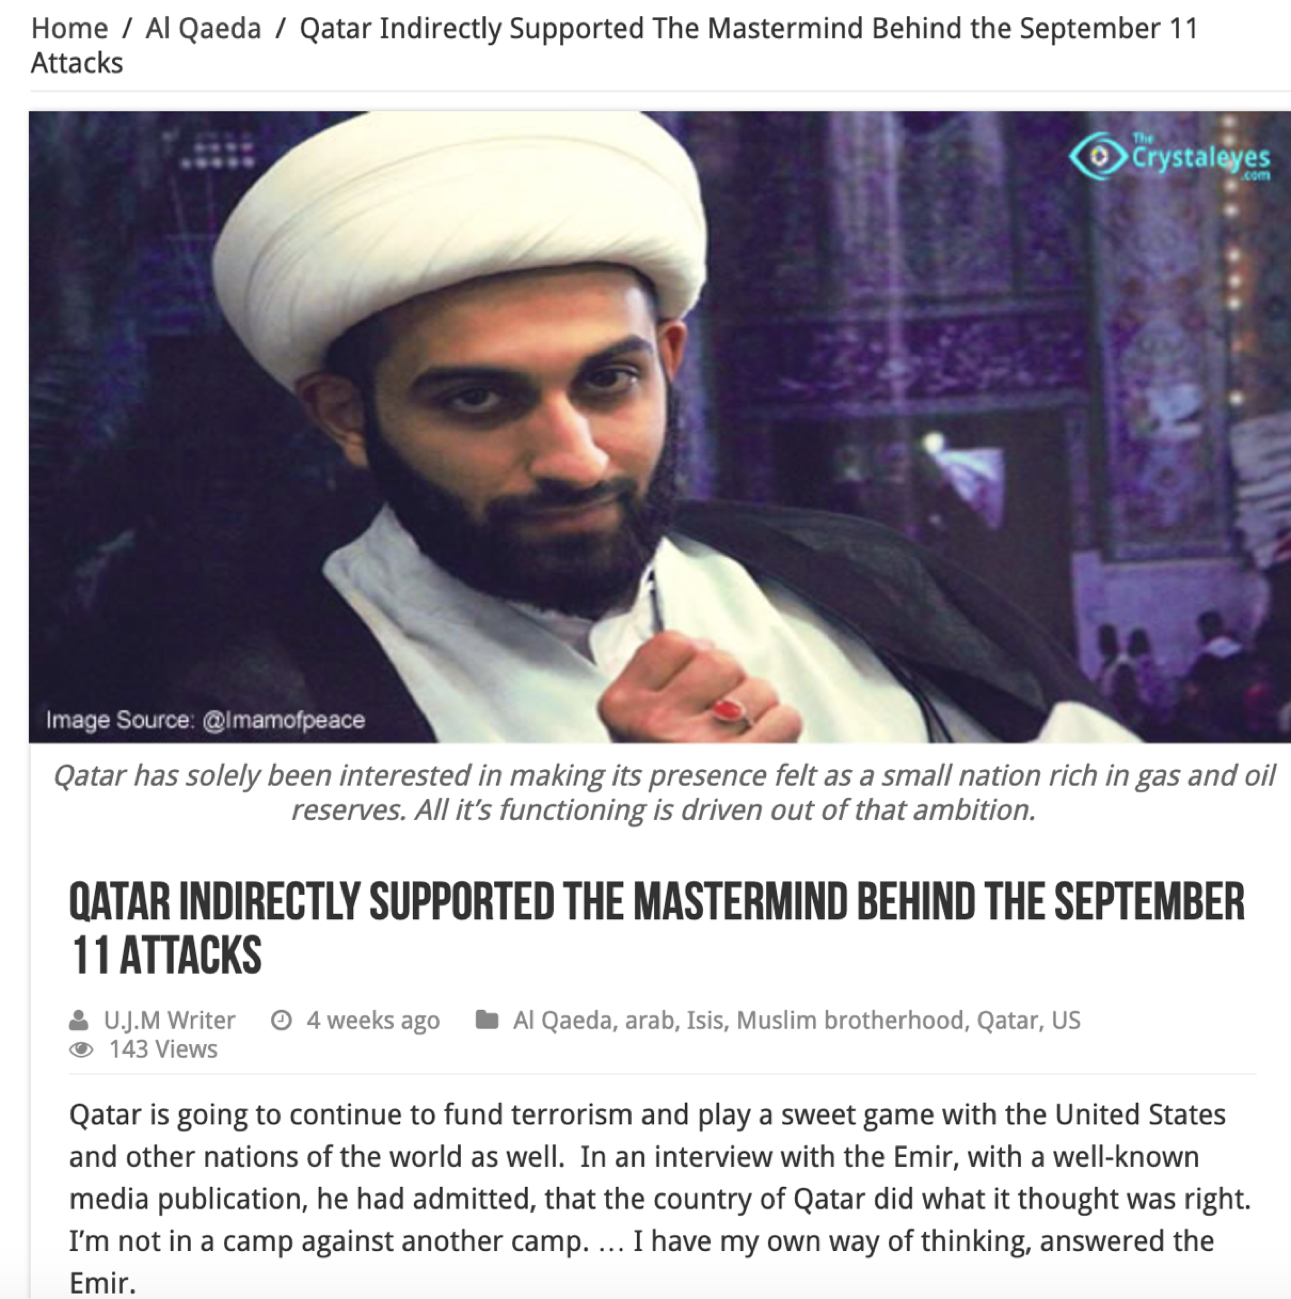 Home / Al Qaeda / Qatar Indirectly Supported The Mastermind Behind the September 11
Attacks
The
Crystaleyes
.com
Image Source: @Imamofpeace
Qatar has solely been interested in making its presence felt as a small nation rich in gas and oil
reserves. All it's functioning is driven out of that ambition.
QATAR INDIRECTLY SUPPORTED THE MASTERMIND BEHIND THE SEPTEMBER
11 ATTACKS
U.J.M Writer 4 weeks ago Al Qaeda, arab, Isis, Muslim brotherhood, Qatar, US
143 Views
Qatar is going to continue to fund terrorism and play a sweet game with the United States
and other nations of the world as well.  In an interview with the Emir, with a well-known
media publication, he had admitted, that the country of Qatar did what it thought was right.
I'm not in a camp against another camp. … I have my own way of thinking, answered the
Emir.